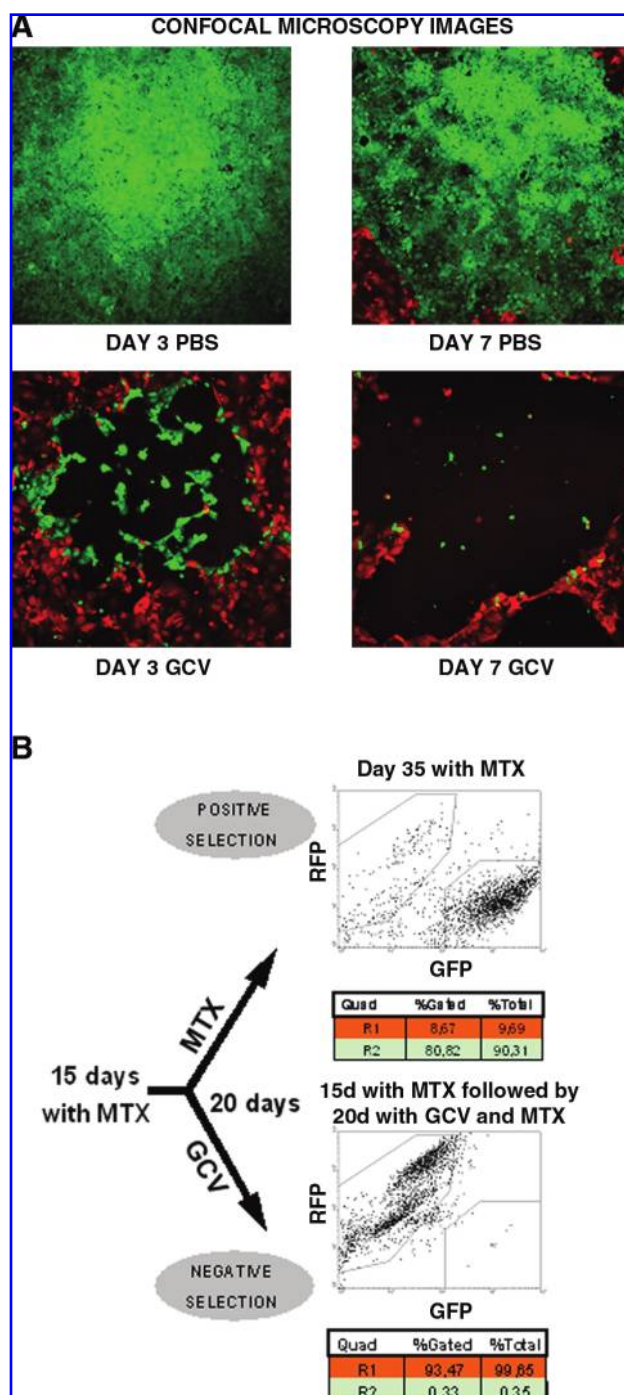 A
CONFOCAL MICROSCOPY IMAGES
DAY 3 PBS
DAY 7 PBS
DAY 3 GCV
DAY 7 GCV
B
Day 35 with MTX
POSITIVE
SELECTION
RFP
GFP
Quad %Gated %Total
R1 8,67 9,69
R2 80,82 90,31
MTX
15 days
with MTX
20 days
GCV
15d with MTX followed by
20d with GCV and MTX
RFP
GFP
NEGATIVE
SELECTION
Quad %Gated %Total
R1 93,47 99,65
R2 0,33 0,35